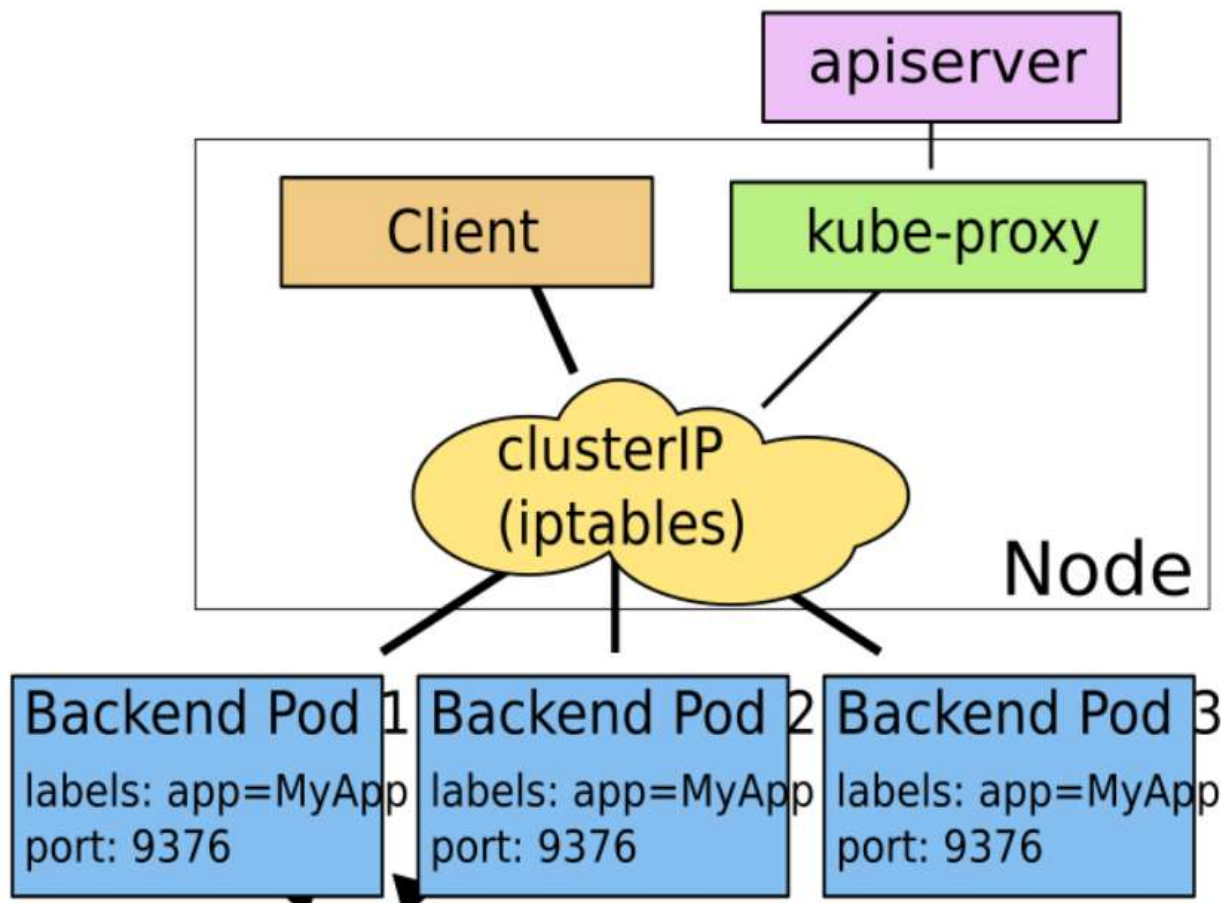 apiserver
Client
kube-proxy
clusterIP
(iptables)
Node
Backend Pod 1
labels: app=MyApp
port: 9376
Backend Pod 2
labels: app=MyApp
port: 9376
Backend Pod 3
labels: app=MyApp
port: 9376